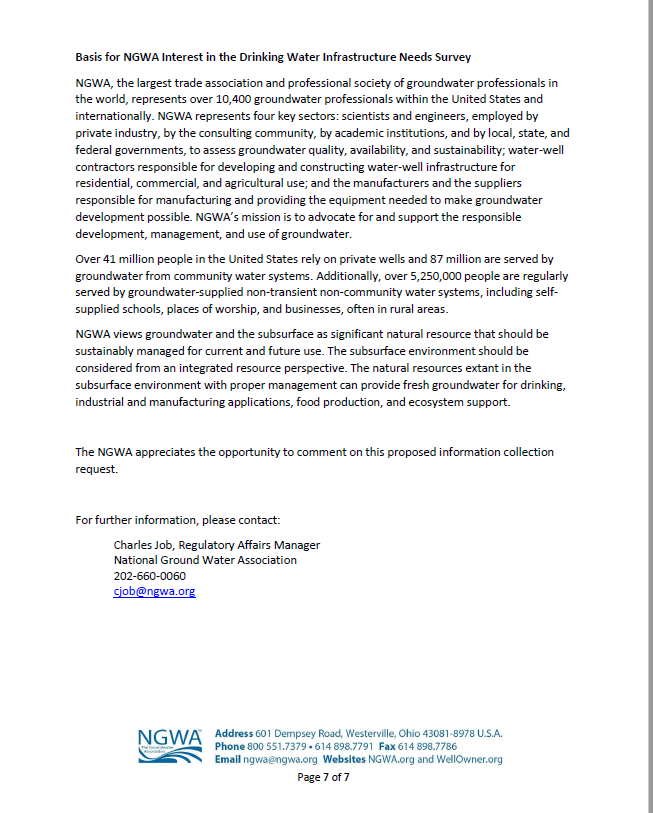 Basis for NGWA Interest in the Drinking Water Infrastructure Needs Survey
NGWA, the largest trade association and professional society of groundwater professionals in
the world, represents over 10,400 groundwater professionals within the United States and
internationally. NGWA represents four key sectors: scientists and engineers, employed by
private industry, by the consulting community, by academic institutions, and by local, state, and
federal governments, to assess groundwater quality, availability, and sustainability; water-well
contractors responsible for developing and constructing water-well infrastructure for
residential, commercial, and agricultural use; and the manufacturers and the suppliers
responsible for manufacturing and providing the equipment needed to make groundwater
development possible. NGWA's mission is to advocate for and support the responsible
development, management, and use of groundwater.
Over 41 million people in the United States rely on private wells and 87 million are served by
groundwater from community water systems. Additionally, over 5,250,000 people are regularly
served by groundwater-supplied non-transient non-community water systems, including self-
supplied schools, places of worship, and businesses, often in rural areas.
NGWA views groundwater and the subsurface as significant natural resource that should be
sustainably managed for current and future use. The subsurface environment should be
considered from an integrated resource perspective. The natural resources extant in the
subsurface environment with proper management can provide fresh groundwater for drinking,
industrial and manufacturing applications, food production, and ecosystem support.
The NGWA appreciates the opportunity to comment on this proposed information collection
request.
For further information, please contact:
Charles Job, Regulatory Affairs Manager
National Ground Water Association
202-660-0060
cjob@ngwa.org
NGWA
The Groundwater
Association
Address 601 Dempsey Road, Westerville, Ohio 43081-8978 U.S.A.
Phone 800 551.7379 • 614 898.7791 Fax 614 898.7786
Email ngwa@ngwa.org Websites NGWA.org and WellOwner.org
Page 7 of 7